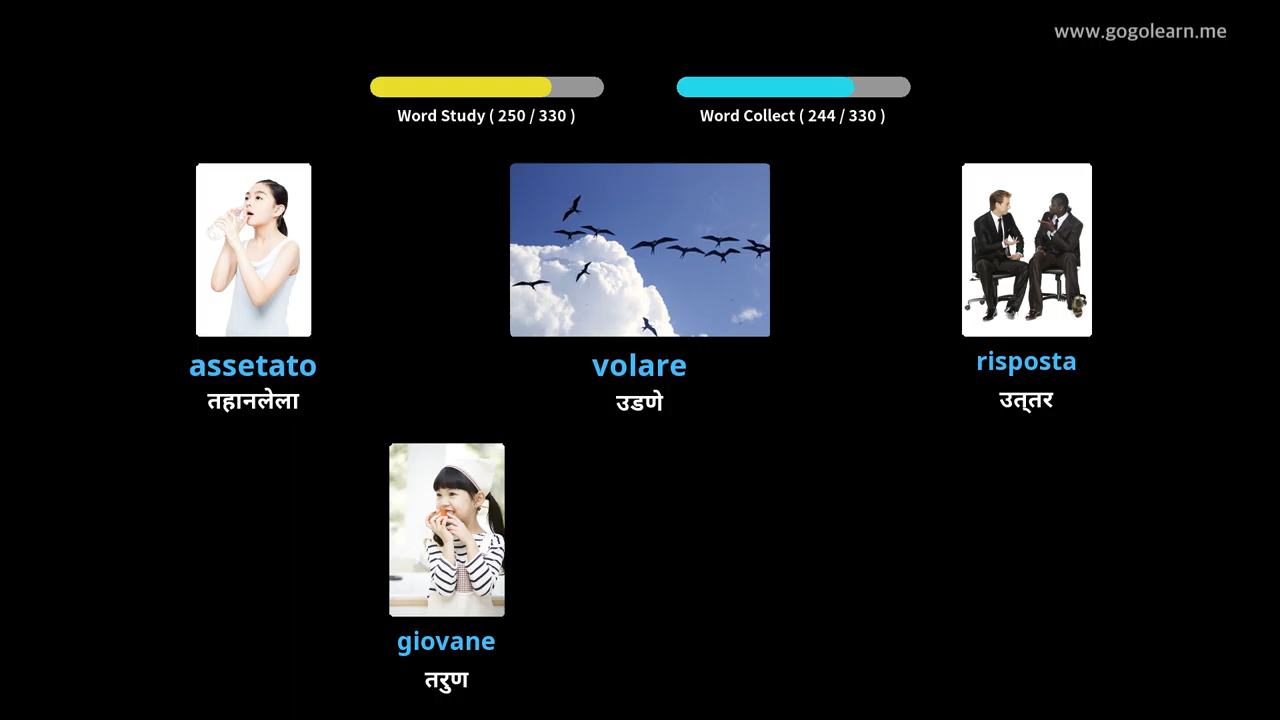 www.gogolearn.me
Word Study ( 250 / 330 )
Word Collect ( 244 / 330 )
assetato
तहानलेला
volare
उडणे
risposta
उत्‌तर
giovane
तरुण